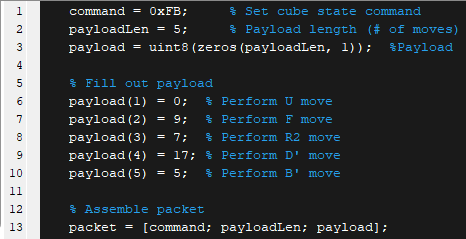 1 command = 0xFB; % Set cube state command
2 payloadLen = 5; % Payload length (# of moves)
3 payload = uint8(zeros(payloadLen, 1)); %Payload
4
5 % Fill out payload
6 payload(1) = 0; % Perform U move
7 payload(2) = 9; % Perform F move
8 payload(3) = 7; % Perform R2 move
9 payload(4) = 17; % Perform D' move
10 payload(5) = 5; % Perform B' move
11
12 % Assemble packet
13 packet = [command; payloadLen; payload];